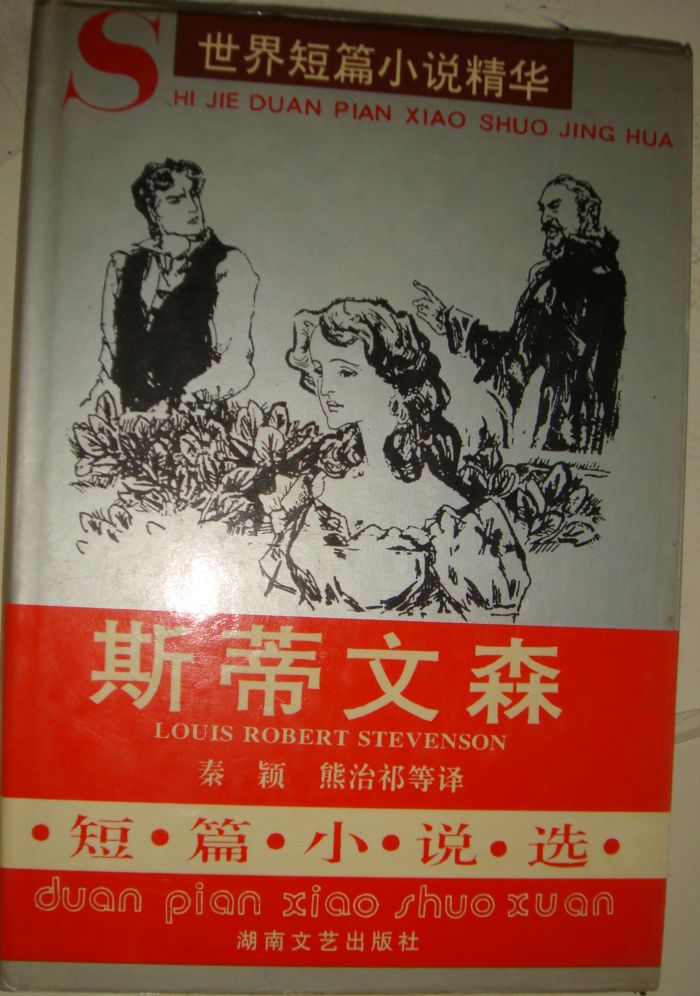 世界短篇小说精华
SHI JIE DUAN PIAN XIAO SHUO JING HUA
斯蒂文森
LOUIS ROBERT STEVENSON
秦 颖 熊治祁等译
·短·篇·小·说·选·
duan pian xiao shuo xuan
湖南文艺出版社